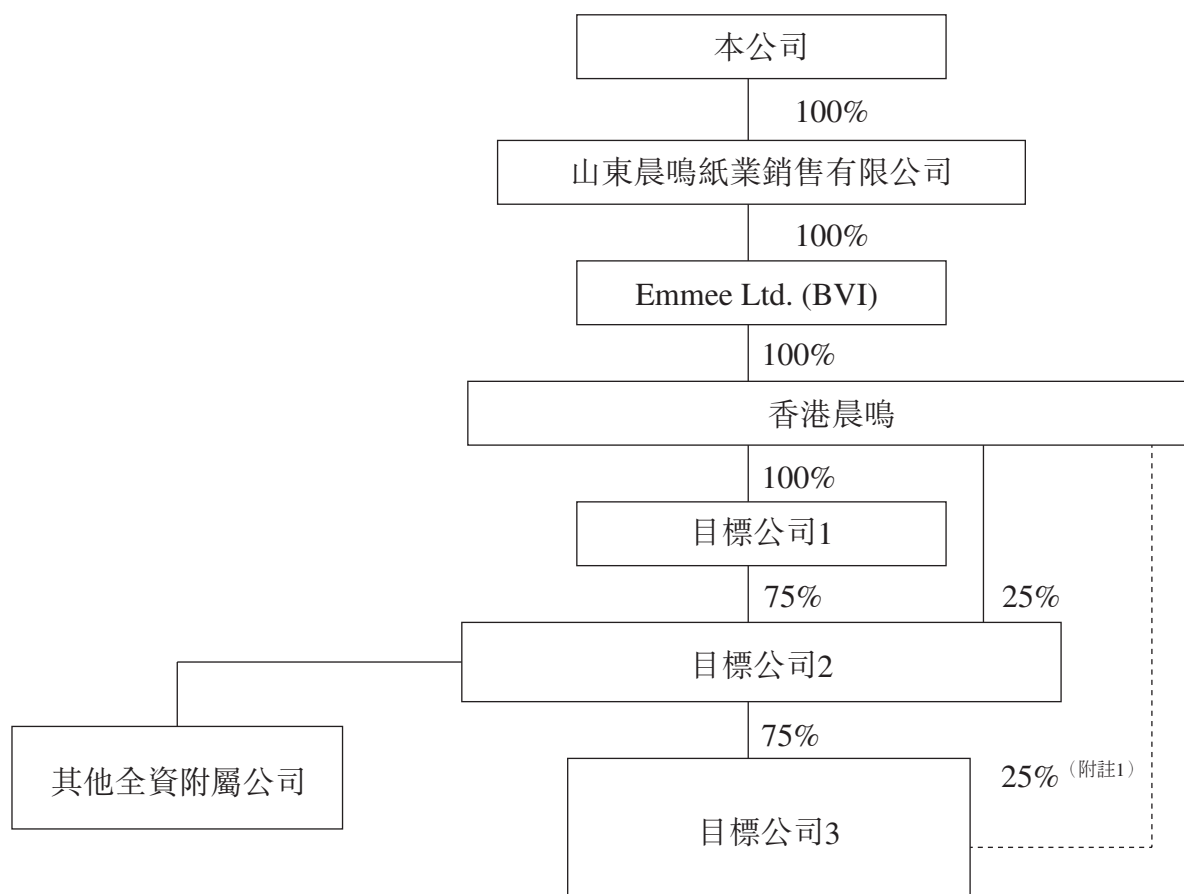 本公司
100%
山東晨鳴紙業銷售有限公司
100%
Emmee Ltd. (BVI)
100%
香港晨鳴
100%
目標公司1
75%
25%
目標公司2
75%
其他全資附屬公司
25%（附註1）
目標公司3